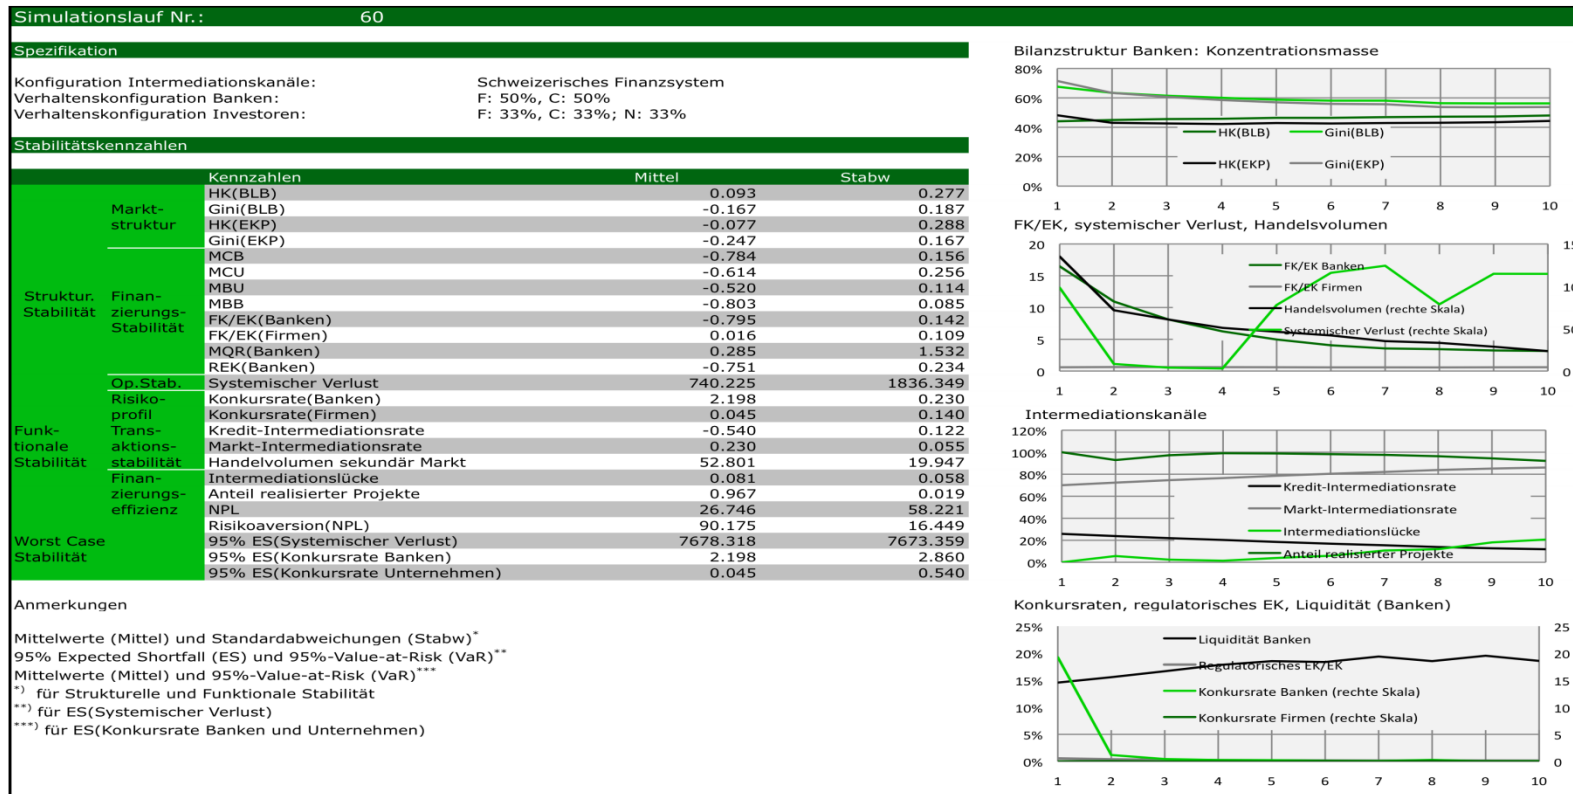 Simulationslauf Nr.: 60
Spezifikation
Konfiguration Intermediationskanäle: Schweizerisches Finanzsystem
Verhaltenskonfiguration Banken: F: 50%, C: 50%
Verhaltenskonfiguration Investoren: F: 33%, C: 33%; N: 33%
Stabilitätskennzahlen
Kennzahlen Mittel Stabw
HK(BLB) 0.093 0.277
Markt- Gini(BLB) -0.167 0.187
struktur HK(EKP) -0.077 0.288
Gini(EKP) -0.247 0.167
MCB -0.784 0.156
MCU -0.614 0.256
Struktur. Finan- MBU -0.520 0.114
Stabilität zierungs- MBB -0.803 0.085
Stabilität FK/EK(Banken) -0.795 0.142
FK/EK(Firmen) 0.016 0.109
MQR(Banken) 0.285 1.532
REK(Banken) -0.751 0.234
Op.Stab. Systemischer Verlust 740.225 1836.349
Risiko- Konkursrate(Banken) 2.198 0.230
profil Konkursrate(Firmen) 0.045 0.140
Funk- Trans- Kredit-Intermediationsrate -0.540 0.122
tionale aktions- Markt-Intermediationsrate 0.230 0.055
Stabilität stabilität Handelvolumen sekundär Markt 52.801 19.947
Finan- Intermediationslücke 0.081 0.058
zierungs- Anteil realisierter Projekte 0.967 0.019
effizienz NPL 26.746 58.221
Risikoaversion(NPL) 90.175 16.449
Worst Case 95% ES(Systemischer Verlust) 7678.318 7673.359
Stabilität 95% ES(Konkursrate Banken) 2.198 2.860
95% ES(Konkursrate Unternehmen) 0.045 0.540
Anmerkungen
Mittelwerte (Mittel) und Standardabweichungen (Stabw)*
95% Expected Shortfall (ES) und 95%-Value-at-Risk (VaR)**
Mittelwerte (Mittel) und 95%-Value-at-Risk (VaR)***
*) für Strukturelle und Funktionale Stabilität
**) für ES(Systemischer Verlust)
***) für ES(Konkursrate Banken und Unternehmen)
Bilanzstruktur Banken: Konzentrationsmasse
80%
60%
40%
20%
0%
HK(BLB) Gini(BLB)
HK(EKP) Gini(EKP)
1 2 3 4 5 6 7 8 9 10
FK/EK, systemischer Verlust, Handelsvolumen
20 15
15 10
10
5 50
0 0
FK/EK Banken
FK/EK Firmen
Handelsvolumen (rechte Skala)
Systemischer Verlust (rechte Skala)
1 2 3 4 5 6 7 8 9 10
Intermediationskanäle
120%
100%
80%
60%
40%
20%
0%
Kredit-Intermediationsrate
Markt-Intermediationsrate
Intermediationslücke
Anteil realisierter Projekte
1 2 3 4 5 6 7 8 9 10
Konkursraten, regulatorisches EK, Liquidität (Banken)
25% 25
20% 20
15% 15
10% 10
5% 5
0% 0
Liquidität Banken
Regulatorisches EK/EK
Konkursrate Banken (rechte Skala)
Konkursrate Firmen (rechte Skala)
1 2 3 4 5 6 7 8 9 10